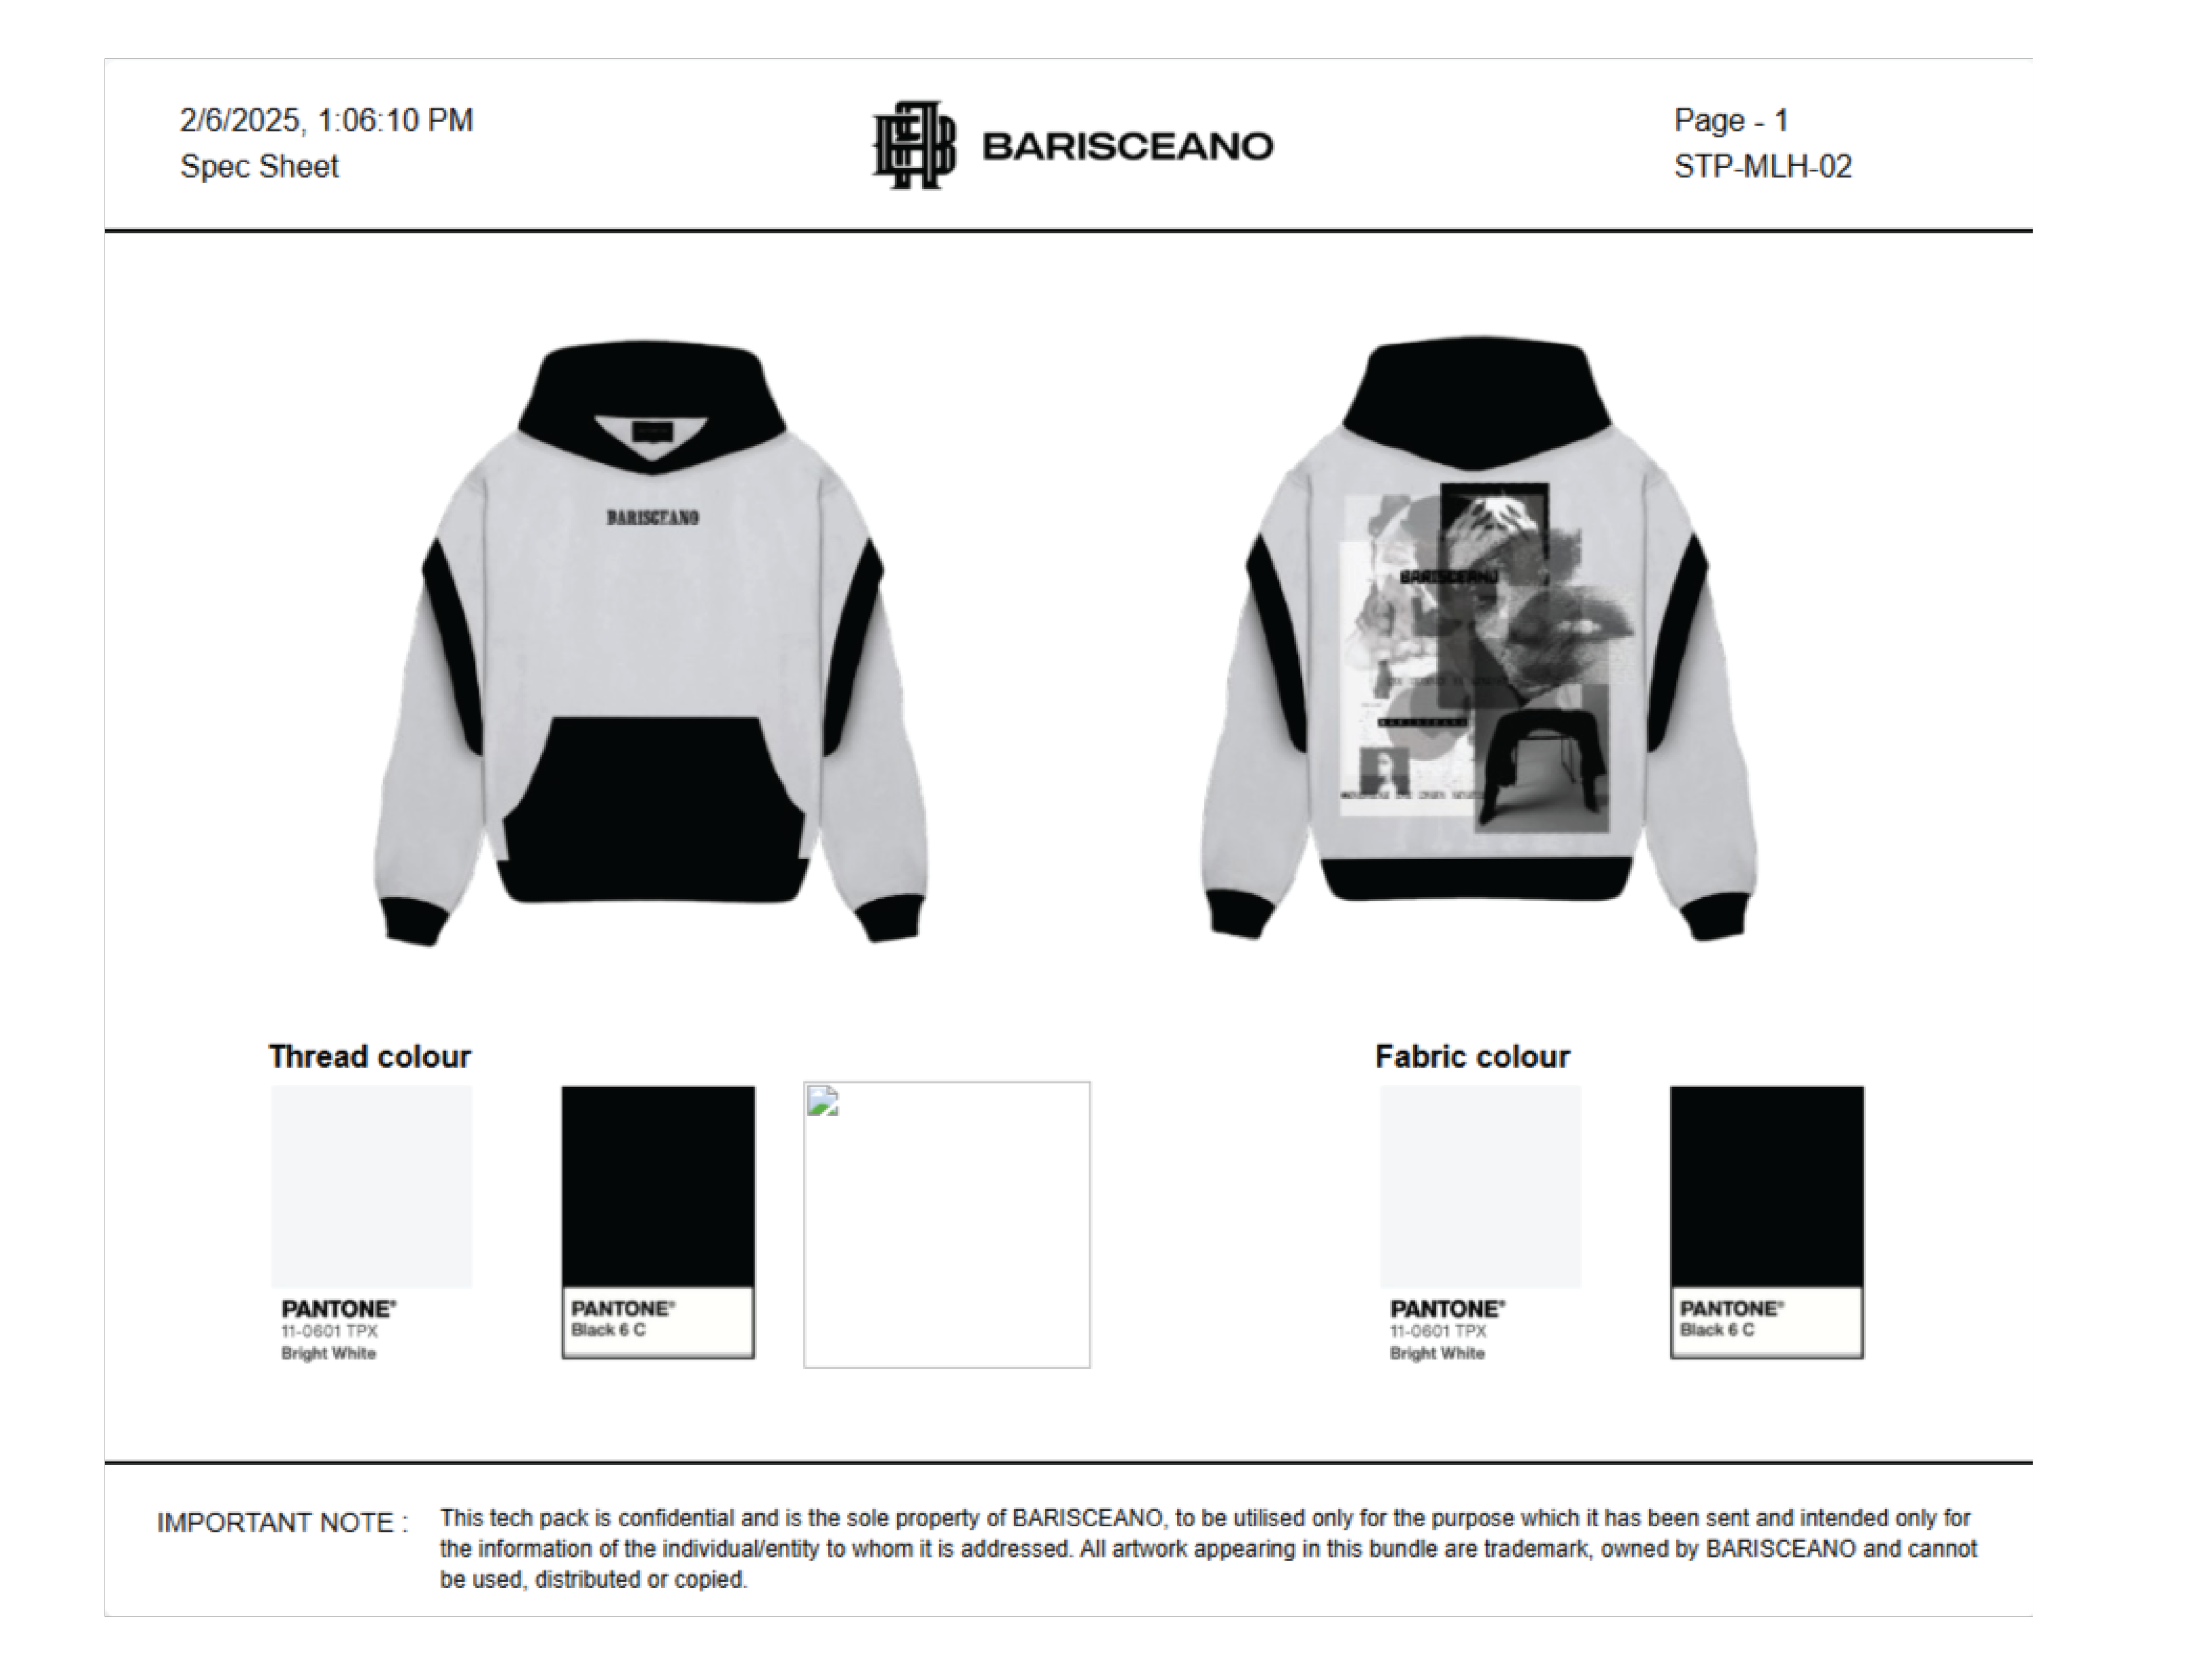 2/6/2025, 1:06:10 PM
Spec Sheet
BARISCEANO
Page - 1
STP-MLH-02
BARISCEANO
BARISCEANO
BARISCEANO
Thread colour
Fabric colour
PANTONE®
11-0601 TPX
Bright White
PANTONE®
Black 6 C
PANTONE®
11-0601 TPX
Bright White
PANTONE®
Black 6 C
IMPORTANT NOTE :
This tech pack is confidential and is the sole property of BARISCEANO, to be utilised only for the purpose which it has been sent and intended only for
the information of the individual/entity to whom it is addressed. All artwork appearing in this bundle are trademark, owned by BARISCEANO and cannot
be used, distributed or copied.